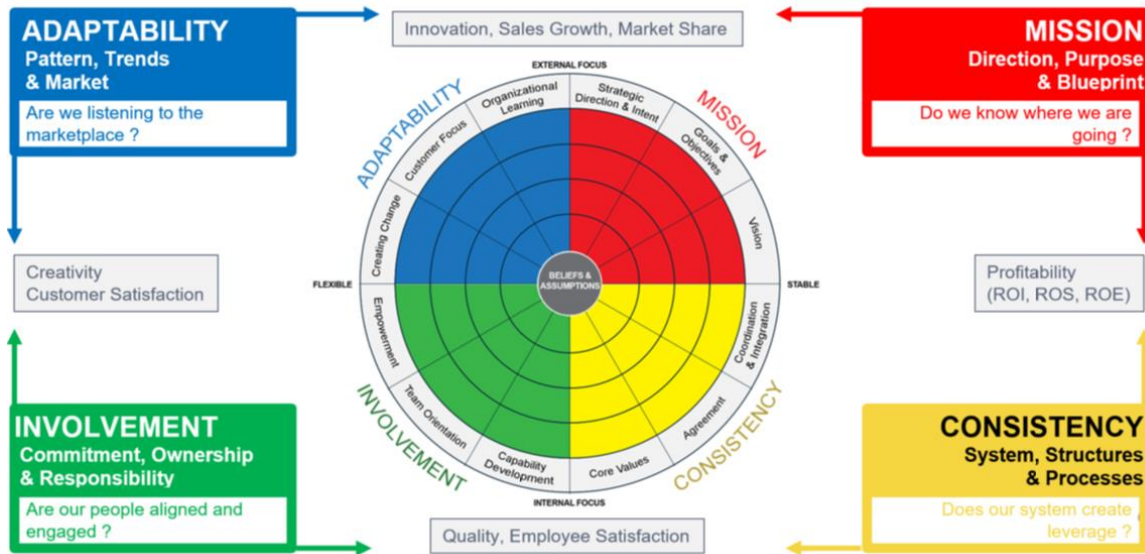 ADAPTABILITY
Pattern, Trends
& Market
Are we listening to the
marketplace ?
Innovation, Sales Growth, Market Share
MISSION
Direction, Purpose
& Blueprint
Do we know where we are
going ?
EXTERNAL FOCUS
ADAPTABILITY
MISSION
Creating Change
Customer Focus
Organizational
Learning
Strategic
Direction & Intent
Goals &
Objectives
Vision
Creativity
Customer Satisfaction
FLEXIBLE
BELIEFS &
ASSUMPTIONS
STABLE
Profitability
(ROI, ROS, ROE)
Empowerment
Team Orientation
Capability
Development
Core Values
Agreement
Coordination
& Integration
INVOLVEMENT
CONSISTENCY
INTERNAL FOCUS
INVOLVEMENT
Commitment, Ownership
& Responsibility
Are our people aligned and
engaged ?
Quality, Employee Satisfaction
CONSISTENCY
System, Structures
& Processes
Does our system create
leverage ?